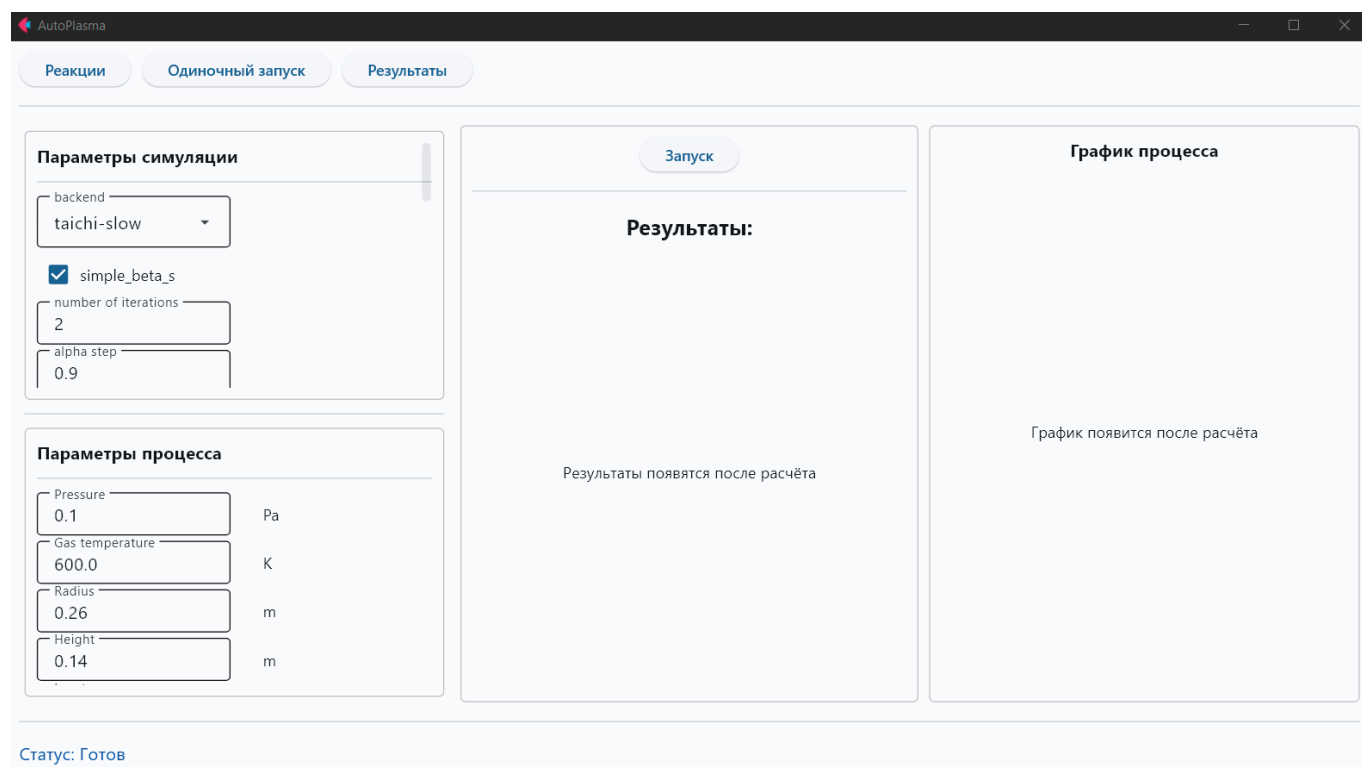 AutoPlasma
Реакции Одиночный запуск Результаты
Параметры симуляции
backend
taichi-slow
simple_beta_s
number of iterations
2
alpha step
0.9
Параметры процесса
Pressure
0.1 Pa
Gas temperature
600.0 K
Radius
0.26 m
Height
0.14 m
Запуск
Результаты:
Результаты появятся после расчёта
График процесса
График появится после расчёта
Статус: Готов